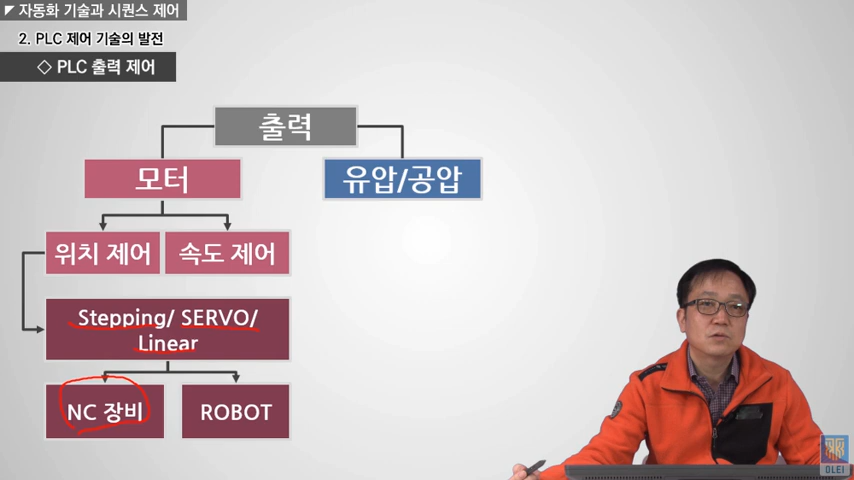 자동화 기술과 시퀀스 제어
2. PLC 제어 기술의 발전
◇ PLC 출력 제어
출력
모터
유압/공압
위치 제어
속도 제어
Stepping/ SERVO/
Linear
NC 장비
ROBOT
OLEI